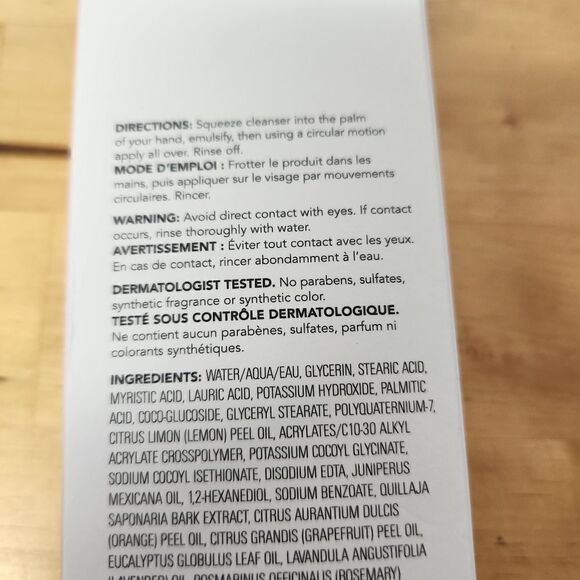 DIRECTIONS: Squeeze cleanser into the palm
of your hand, emulsify, then using a circular motion
apply all over. Rinse off.
MODE D'EMPLOI : Frotter le produit dans les
mains, puis appliquer sur le visage par mouvements
circulaires. Rincer.
WARNING: Avoid direct contact with eyes. If contact
occurs, rinse thoroughly with water.
AVERTISSEMENT : Éviter tout contact avec les yeux.
En cas de contact, rincer abondamment à l'eau.
DERMATOLOGIST TESTED. No parabens, sulfates,
synthetic fragrance or synthetic color.
TESTÉ SOUS CONTRÔLE DERMATOLOGIQUE.
Ne contient aucun parabènes, sulfates, parfum ni
colorants synthétiques.
INGREDIENTS: WATER/AQUA/EAU, GLYCERIN, STEARIC ACID,
MYRISTIC ACID, LAURIC ACID, POTASSIUM HYDROXIDE, PALMITIC
ACID, COCO-GLUCOSIDE, GLYCERYL STEARATE, POLYQUATERNIUM-7,
CITRUS LIMON (LEMON) PEEL OIL, ACRYLATES/C10-30 ALKYL
ACRYLATE CROSSPOLYMER, POTASSIUM COCOYL GLYCINATE,
SODIUM COCOYL ISETHIONATE, DISODIUM EDTA, JUNIPERUS
MEXICANA OIL, 1,2-HEXANEDIOL, SODIUM BENZOATE, QUILLAJA
SAPONARIA BARK EXTRACT, CITRUS AURANTIUM DULCIS
(ORANGE) PEEL OIL, CITRUS GRANDIS (GRAPEFRUIT) PEEL OIL,
EUCALYPTUS GLOBULUS LEAF OIL, LAVANDULA ANGUSTIFOLIA
(LAVENDER) OIL, ROSMARINUS OFFICINALIS (ROSEMARY)